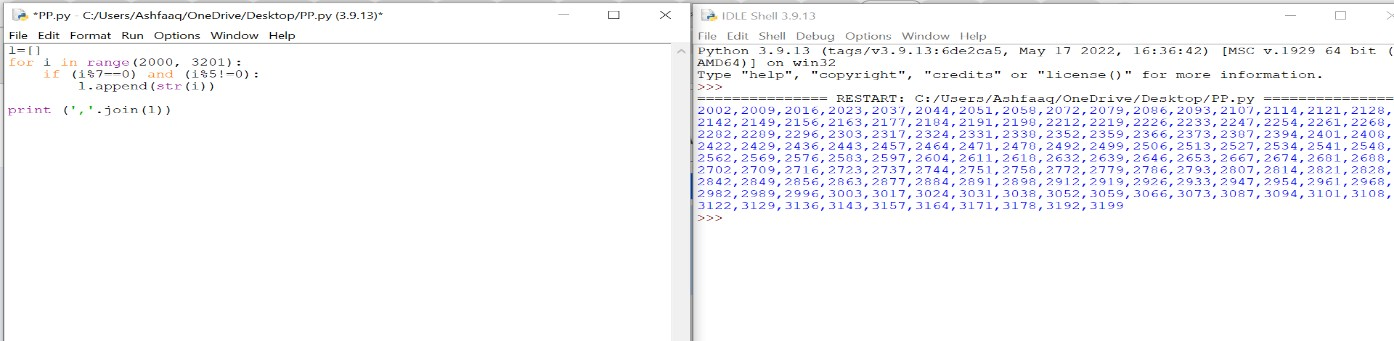 *PP.py - C:/Users/Ashfaaq/OneDrive/Desktop/PP.py (3.9.13)*
File Edit Format Run Options Window Help
l=[]
for i in range(2000, 3201):
    if (i%7==0) and (i%5!=0):
        l.append(str(i))
print (','.join(l))
IDLE Shell 3.9.13
File Edit Shell Debug Options Window Help
Python 3.9.13 (tags/v3.9.13:6de2ca5, May 17 2022, 16:36:42) [MSC v.1929 64 bit (
AMD64)] on win32
Type "help", "copyright", "credits" or "license()" for more information.
>>>
=============== RESTART: C:/Users/Ashfaaq/OneDrive/Desktop/PP.py ===============
2002,2009,2016,2023,2037,2044,2051,2058,2072,2079,2086,2093,2107,2114,2121,2128,
2142,2149,2156,2163,2177,2184,2191,2198,2212,2219,2226,2233,2247,2254,2261,2268,
2282,2289,2296,2303,2317,2324,2331,2338,2352,2359,2366,2373,2387,2394,2401,2408,
2422,2429,2436,2443,2457,2464,2471,2478,2492,2499,2506,2513,2527,2534,2541,2548,
2562,2569,2576,2583,2597,2604,2611,2618,2632,2639,2646,2653,2667,2674,2681,2688,
2702,2709,2716,2723,2737,2744,2751,2758,2772,2779,2786,2793,2807,2814,2821,2828,
2842,2849,2856,2863,2877,2884,2891,2898,2912,2919,2926,2933,2947,2954,2961,2968,
2982,2989,2996,3003,3017,3024,3031,3038,3052,3059,3066,3073,3087,3094,3101,3108,
3122,3129,3136,3143,3157,3164,3171,3178,3192,3199
>>>